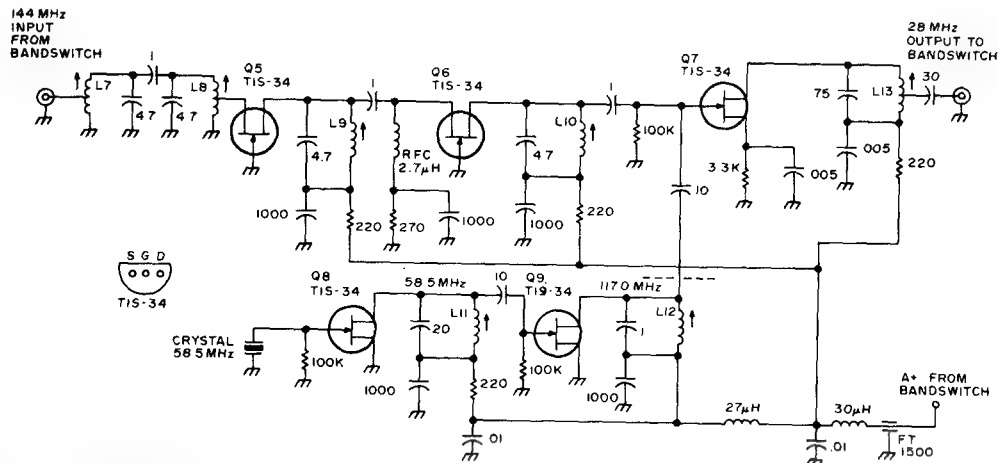 144 MHz
INPUT
FROM
BANDSWITCH
28 MHz
OUTPUT TO
BANDSWITCH
Q5
TIS-34
Q6
TIS-34
Q7
TIS-34
1
L7
L8
47
47
1
L9
4.7
RFC
2.7µH
1000
220
270
1000
1
L10
47
1000
220
100K
10
3.3K
005
75
L13
30
005
220
S G D
TIS-34
Q8
TIS-34
58 5MHz
10
Q9
TIS-34
117.0 MHz
CRYSTAL
58 5MHz
100K
20
L11
1000
220
100K
1
L12
1000
.01
27µH
30µH
.01
A+ FROM
BANDSWITCH
FT
1500